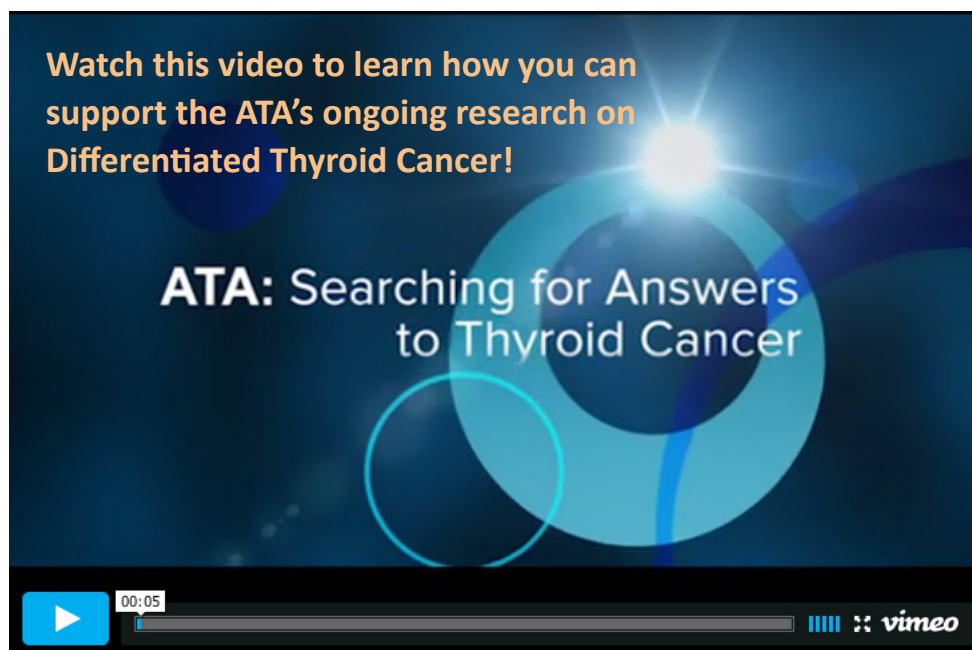 Watch this video to learn how you can
support the ATA’s ongoing research on
Differentiated Thyroid Cancer!
ATA: Searching for Answers
to Thyroid Cancer
00:05
vimeo